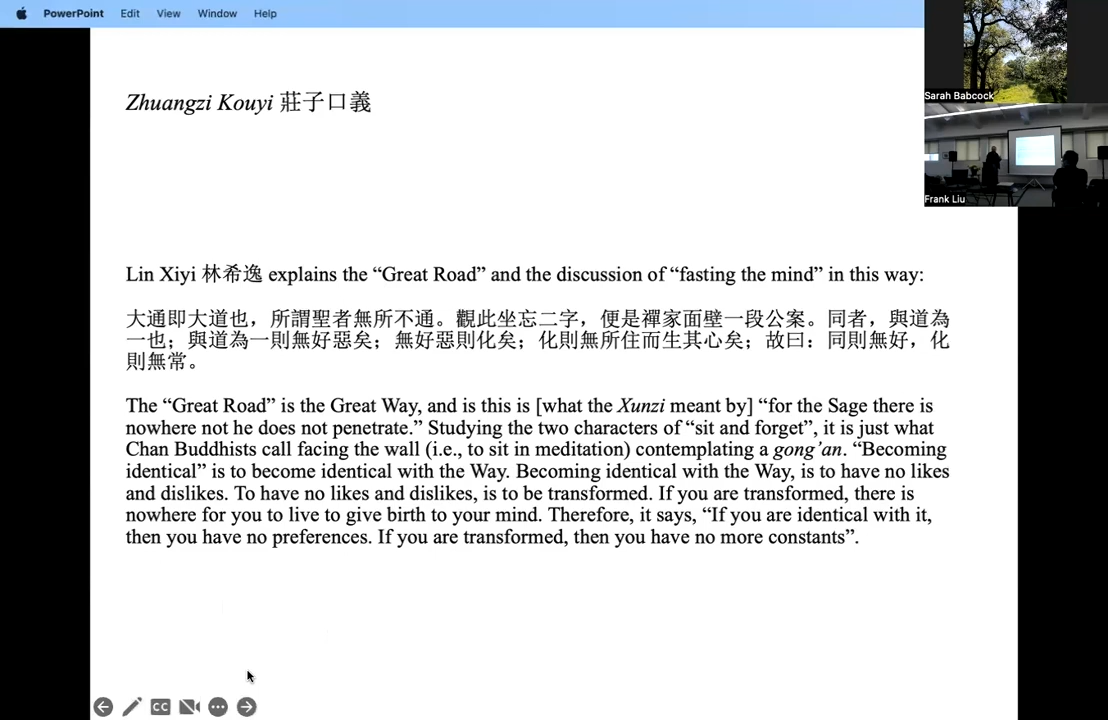 PowerPoint Edit View Window Help
Sarah Babcock
Frank Liu
Zhuangzi Kouyi 莊子口義
Lin Xiyi 林希逸 explains the “Great Road” and the discussion of “fasting the mind” in this way:
大通即大道也，所謂聖者無所不通。觀此坐忘二字，便是禪家面壁一段公案。同者，與道為
一也；與道為一則無好惡矣；無好惡則化矣；化則無所住而生其心矣；故曰：同則無好，化
則無常。
The “Great Road” is the Great Way, and is this is [what the Xunzi meant by] “for the Sage there is
nowhere not he does not penetrate.” Studying the two characters of “sit and forget”, it is just what
Chan Buddhists call facing the wall (i.e., to sit in meditation) contemplating a gong’an. “Becoming
identical” is to become identical with the Way. Becoming identical with the Way, is to have no likes
and dislikes. To have no likes and dislikes, is to be transformed. If you are transformed, there is
nowhere for you to live to give birth to your mind. Therefore, it says, “If you are identical with it,
then you have no preferences. If you are transformed, then you have no more constants”.
CC